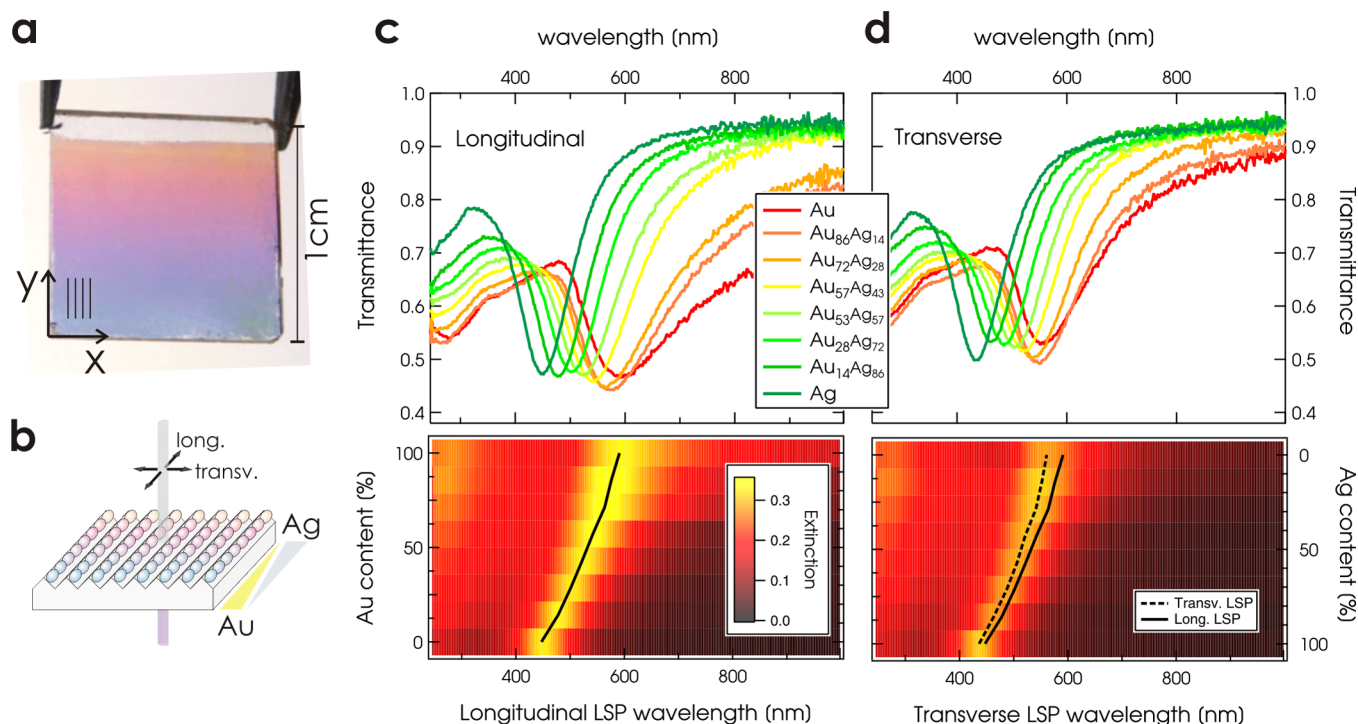 a
1cm
y
x
b
long.
transv.
Ag
Au
c
wavelength (nm)
400 600 800
Longitudinal
Transmittance
1.0
0.9
0.8
0.7
0.6
0.5
0.4
Au
Au86Ag14
Au72Ag28
Au57Ag43
Au53Ag57
Au28Ag72
Au14Ag86
Ag
Au content (%)
100
50
0
0.3
0.2
0.1
0.0
Extinction
400 600 800
Longitudinal LSP wavelength (nm)
d
wavelength (nm)
400 600 800
Transverse
1.0
0.9
0.8
0.7
0.6
0.5
0.4
Transmittance
0
50
100
Ag content (%)
Transv. LSP
Long. LSP
400 600 800
Transverse LSP wavelength (nm)